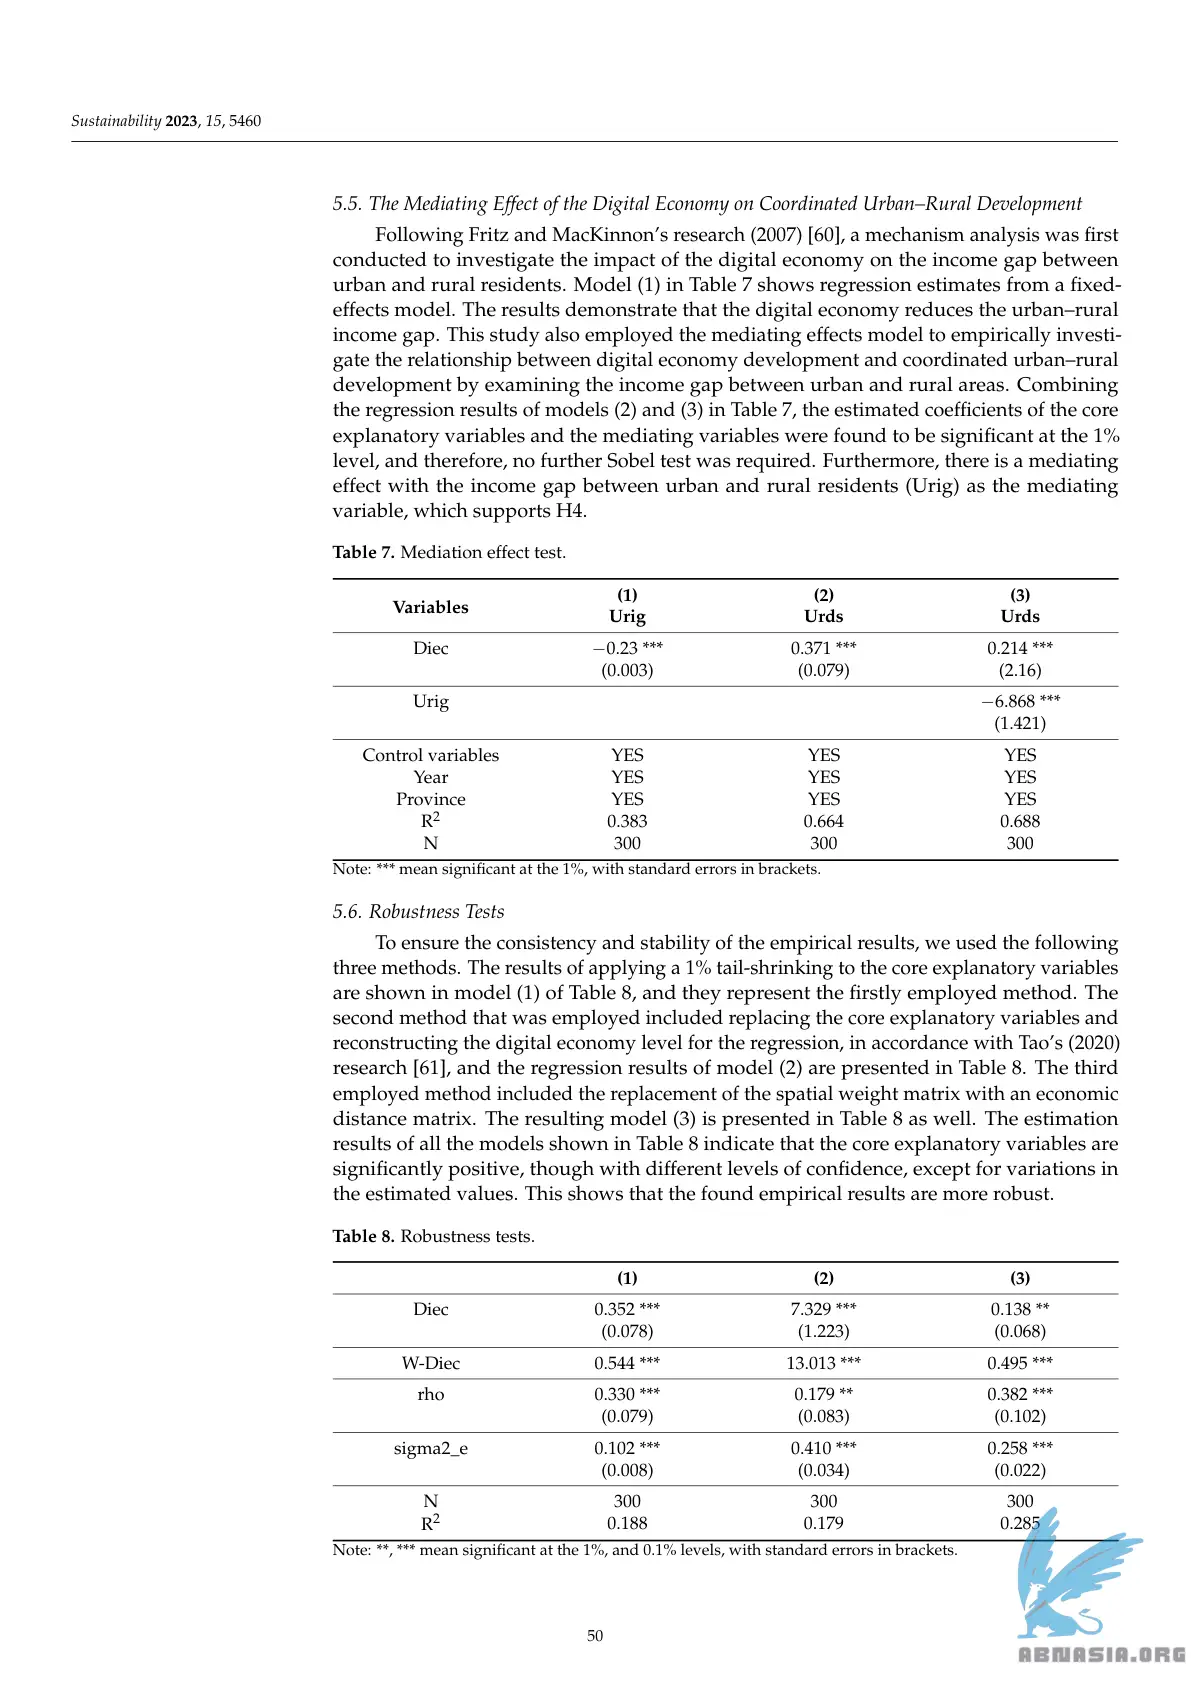 Sustainability 2023, 15, 5460
5.5. The Mediating Effect of the Digital Economy on Coordinated Urban–Rural Development
Following Fritz and MacKinnon's research (2007) [60], a mechanism analysis was first
conducted to investigate the impact of the digital economy on the income gap between
urban and rural residents. Model (1) in Table 7 shows regression estimates from a fixed-
effects model. The results demonstrate that the digital economy reduces the urban–rural
income gap. This study also employed the mediating effects model to empirically investi-
gate the relationship between digital economy development and coordinated urban–rural
development by examining the income gap between urban and rural areas. Combining
the regression results of models (2) and (3) in Table 7, the estimated coefficients of the core
explanatory variables and the mediating variables were found to be significant at the 1%
level, and therefore, no further Sobel test was required. Furthermore, there is a mediating
effect with the income gap between urban and rural residents (Urig) as the mediating
variable, which supports H4.
Table 7. Mediation effect test.
Variables (1) (2) (3)
Urig Urds Urds
Diec −0.23 *** 0.371 *** 0.214 ***
(0.003) (0.079) (2.16)
Urig −6.868 ***
(1.421)
Control variables YES YES YES
Year YES YES YES
Province YES YES YES
R2 0.383 0.664 0.688
N 300 300 300
Note: *** mean significant at the 1%, with standard errors in brackets.
5.6. Robustness Tests
To ensure the consistency and stability of the empirical results, we used the following
three methods. The results of applying a 1% tail-shrinking to the core explanatory variables
are shown in model (1) of Table 8, and they represent the firstly employed method. The
second method that was employed included replacing the core explanatory variables and
reconstructing the digital economy level for the regression, in accordance with Tao's (2020)
research [61], and the regression results of model (2) are presented in Table 8. The third
employed method included the replacement of the spatial weight matrix with an economic
distance matrix. The resulting model (3) is presented in Table 8 as well. The estimation
results of all the models shown in Table 8 indicate that the core explanatory variables are
significantly positive, though with different levels of confidence, except for variations in
the estimated values. This shows that the found empirical results are more robust.
Table 8. Robustness tests.
(1) (2) (3)
Diec 0.352 *** 7.329 *** 0.138 **
(0.078) (1.223) (0.068)
W-Diec 0.544 *** 13.013 *** 0.495 ***
rho 0.330 *** 0.179 ** 0.382 ***
(0.079) (0.083) (0.102)
sigma2_e 0.102 *** 0.410 *** 0.258 ***
(0.008) (0.034) (0.022)
N 300 300 300
R2 0.188 0.179 0.285
Note: **, *** mean significant at the 1%, and 0.1% levels, with standard errors in brackets.
50
ABNASIA.ORG